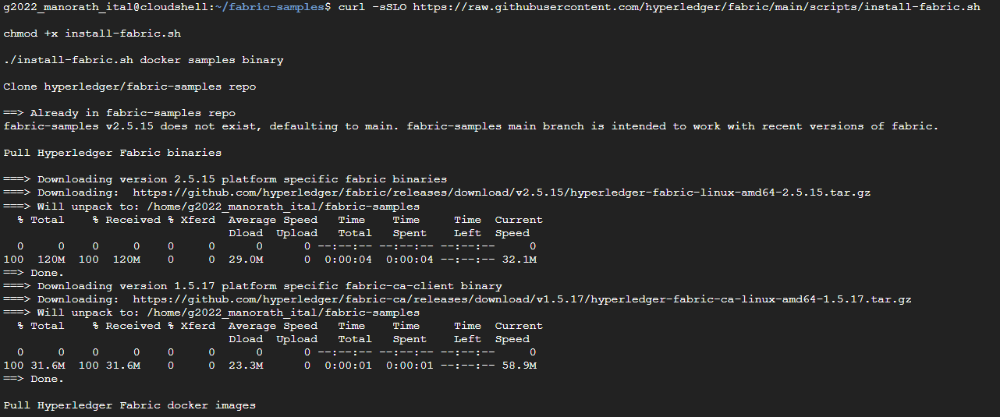 g2022_manorath_ital@cloudshell:~/fabric-samples$ curl -sSLO https://raw.githubusercontent.com/hyperledger/fabric/main/scripts/install-fabric.sh
chmod +x install-fabric.sh
./install-fabric.sh docker samples binary
Clone hyperledger/fabric-samples repo
==> Already in fabric-samples repo
fabric-samples v2.5.15 does not exist, defaulting to main. fabric-samples main branch is intended to work with recent versions of fabric.
Pull Hyperledger Fabric binaries
===> Downloading version 2.5.15 platform specific fabric binaries
===> Downloading:  https://github.com/hyperledger/fabric/releases/download/v2.5.15/hyperledger-fabric-linux-amd64-2.5.15.tar.gz
===> Will unpack to: /home/g2022_manorath_ital/fabric-samples
  % Total    % Received % Xferd  Average Speed   Time    Time     Time  Current
                                 Dload  Upload   Total   Spent    Left  Speed
  0     0    0     0    0     0      0      0 --:--:-- --:--:-- --:--:--     0
100  120M  100  120M    0     0  29.0M      0  0:00:04  0:00:04 --:--:-- 32.1M
==> Done.
===> Downloading version 1.5.17 platform specific fabric-ca-client binary
===> Downloading:  https://github.com/hyperledger/fabric-ca/releases/download/v1.5.17/hyperledger-fabric-ca-linux-amd64-1.5.17.tar.gz
===> Will unpack to: /home/g2022_manorath_ital/fabric-samples
  % Total    % Received % Xferd  Average Speed   Time    Time     Time  Current
                                 Dload  Upload   Total   Spent    Left  Speed
  0     0    0     0    0     0      0      0 --:--:-- --:--:-- --:--:--     0
100 31.6M  100 31.6M    0     0  23.3M      0  0:00:01  0:00:01 --:--:-- 58.9M
==> Done.
Pull Hyperledger Fabric docker images